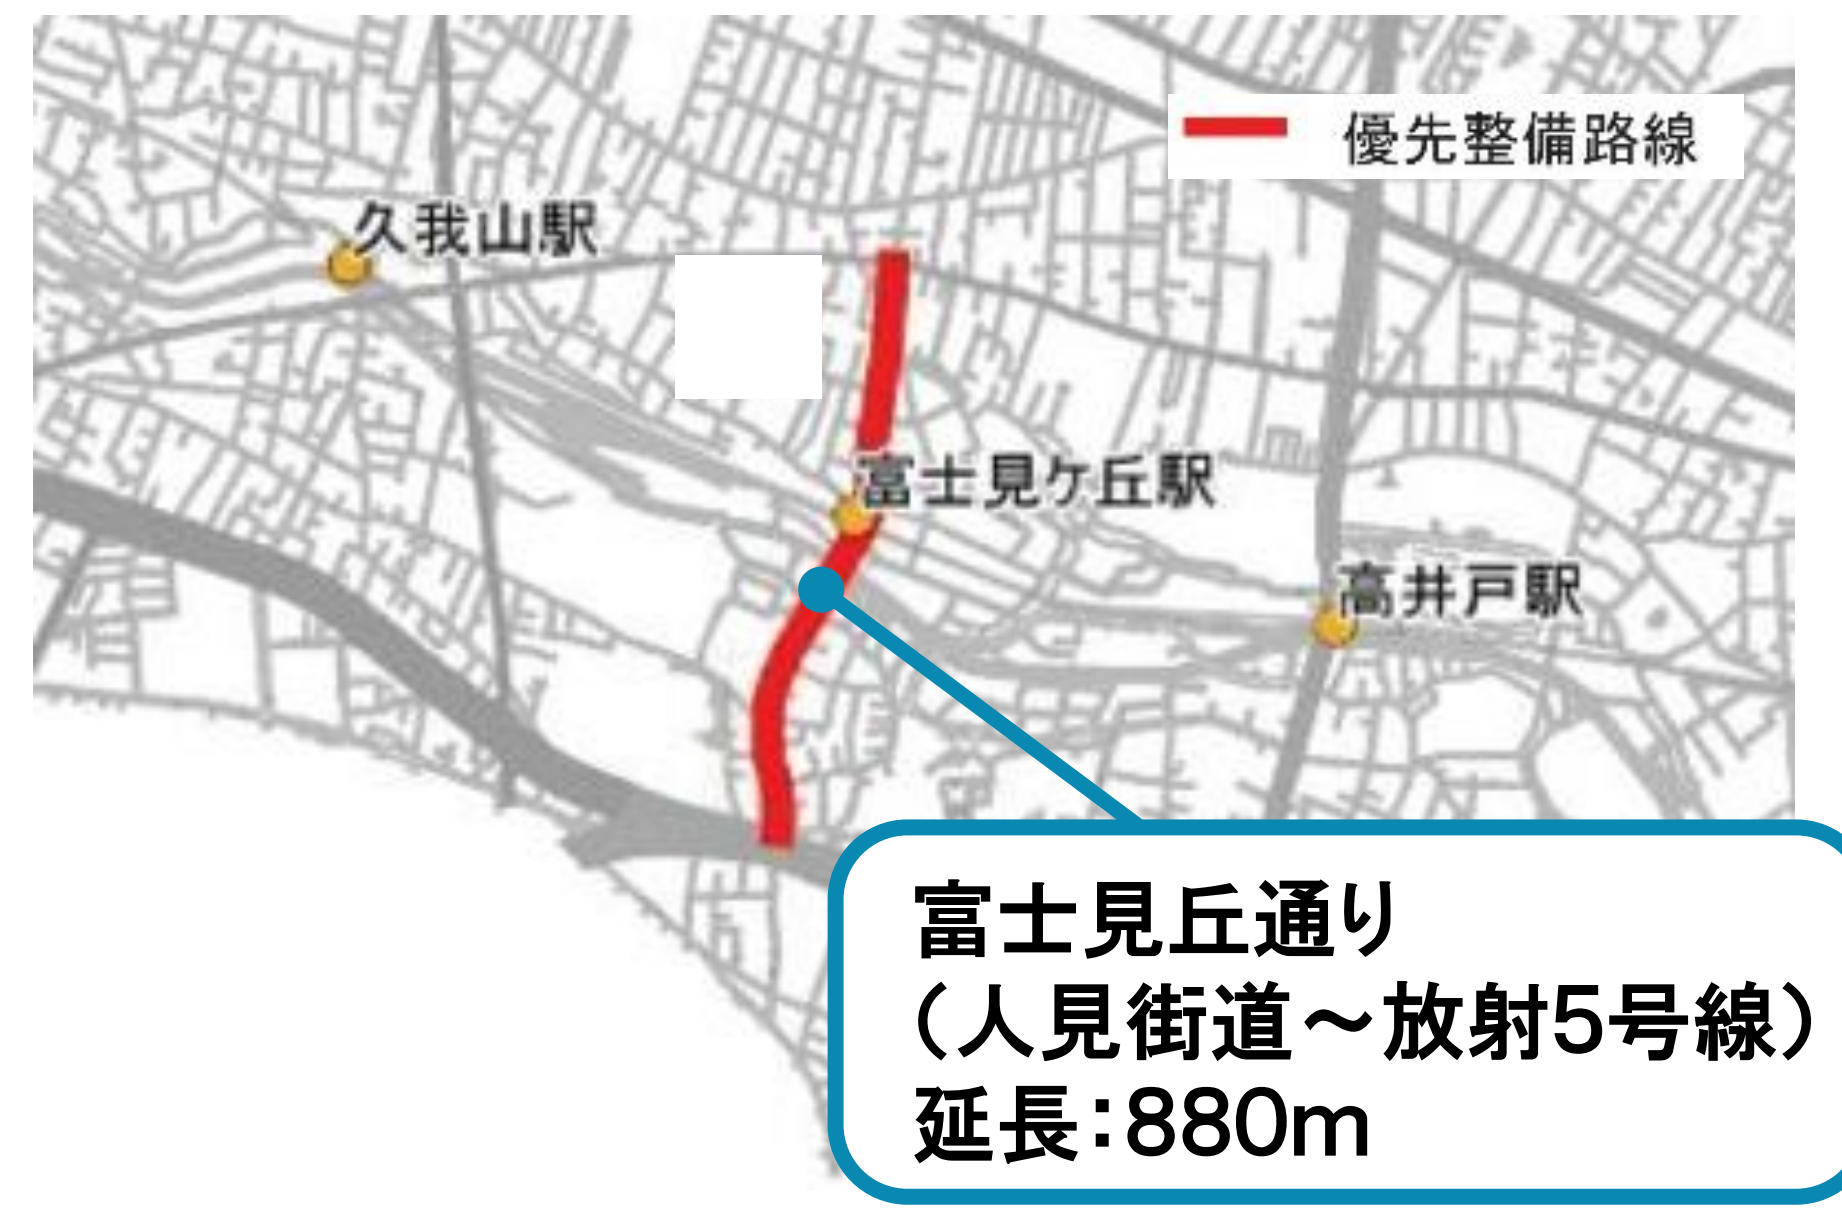 優先整備路線
久我山駅
富士見ケ丘駅
高井戸駅
富士見丘通り
（人見街道～放射5号線）
延長：880m